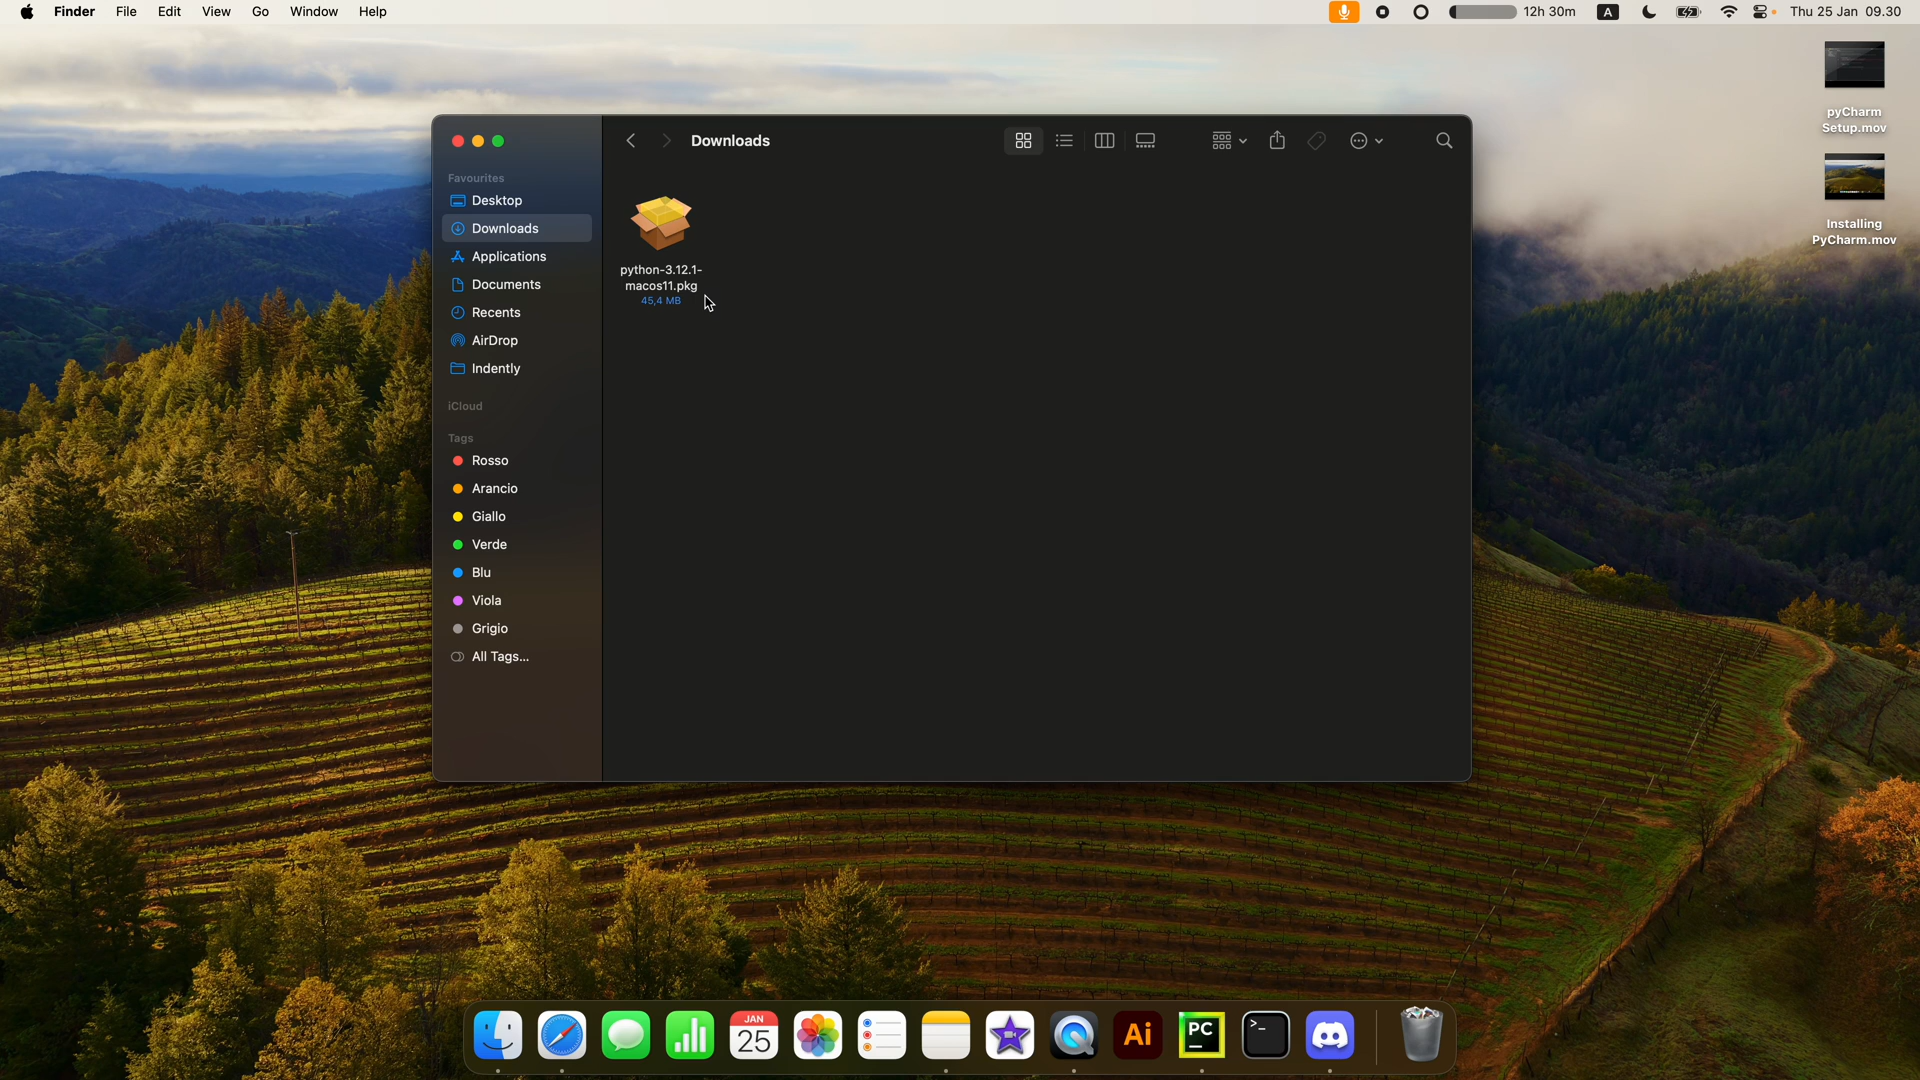 Finder File Edit View Go Window Help 12h 30m A Thu 25 Jan 09.30
pyCharm
Setup.mov
Installing
PyCharm.mov
Downloads
Favourites
Desktop
Downloads
Applications
Documents
Recents
AirDrop
Indently
iCloud
Tags
Rosso
Arancio
Giallo
Verde
Blu
Viola
Grigio
All Tags...
python-3.12.1-
macos11.pkg
45,4 MB
JAN
25
Ai
PC
>_